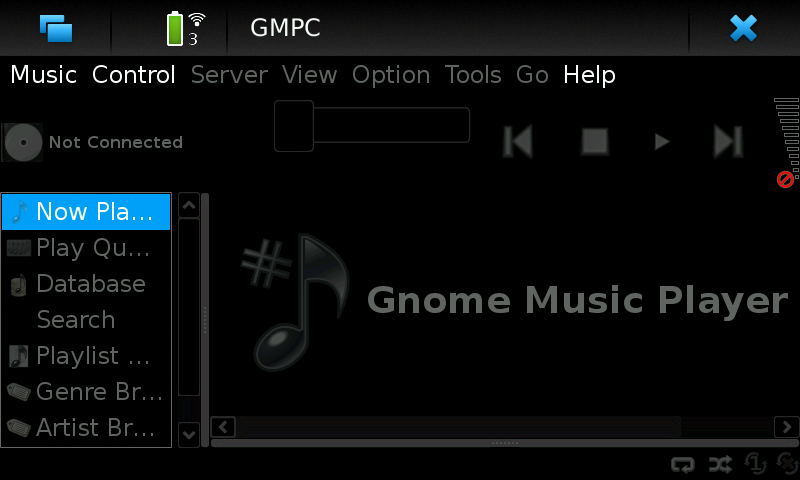 3 GMPC
Music Control Server View Option Tools Go Help
Not Connected
Now Pla...
Play Qu...
Database
Search
Playlist ...
Genre Br...
Artist Br...
Gnome Music Player
1